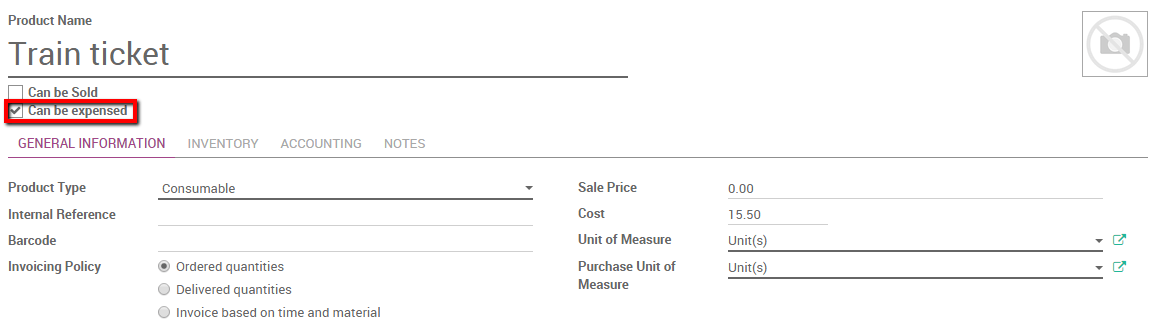 Product Name
Train ticket
Can be Sold
Can be expensed
GENERAL INFORMATION INVENTORY ACCOUNTING NOTES
Product Type Consumable
Internal Reference
Barcode
Invoicing Policy Ordered quantities
Delivered quantities
Invoice based on time and material
Sale Price 0.00
Cost 15.50
Unit of Measure Unit(s)
Purchase Unit of Unit(s)
Measure